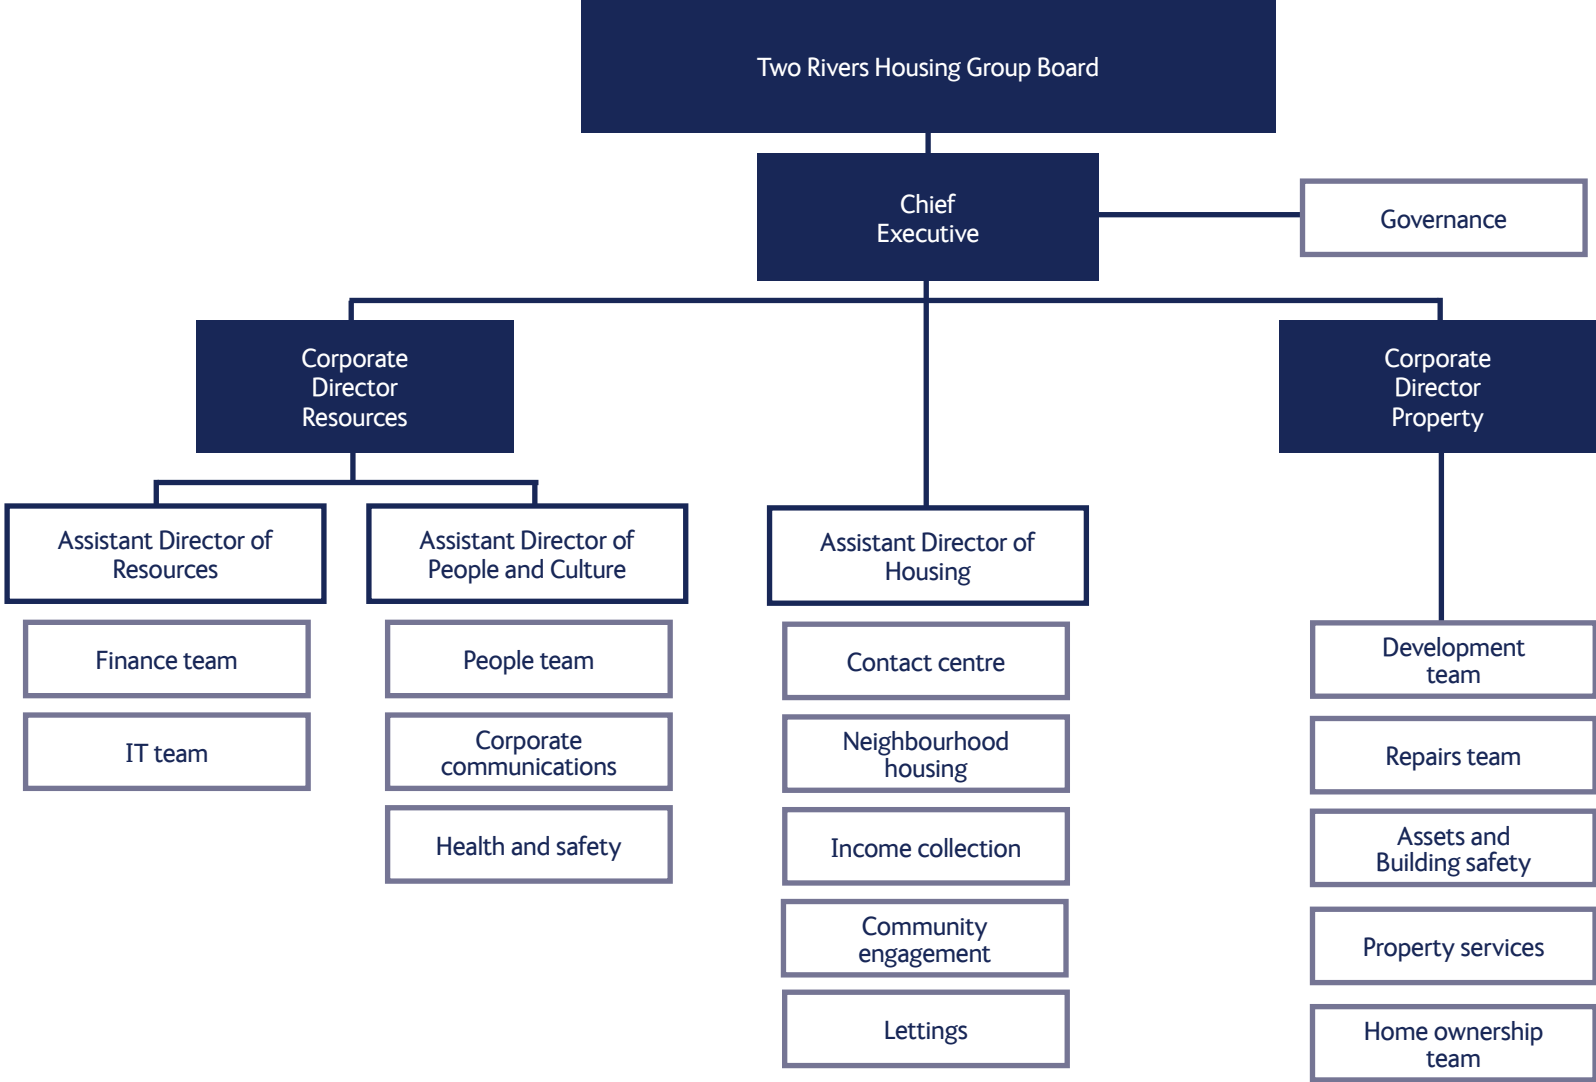 Two Rivers Housing Group Board
Chief
Executive
Governance
Corporate
Director
Resources
Corporate
Director
Property
Assistant Director of
Resources
Assistant Director of
People and Culture
Assistant Director of
Housing
Finance team
IT team
People team
Corporate
communications
Health and safety
Contact centre
Neighbourhood
housing
Income collection
Community
engagement
Lettings
Development
team
Repairs team
Assets and
Building safety
Property services
Home ownership
team